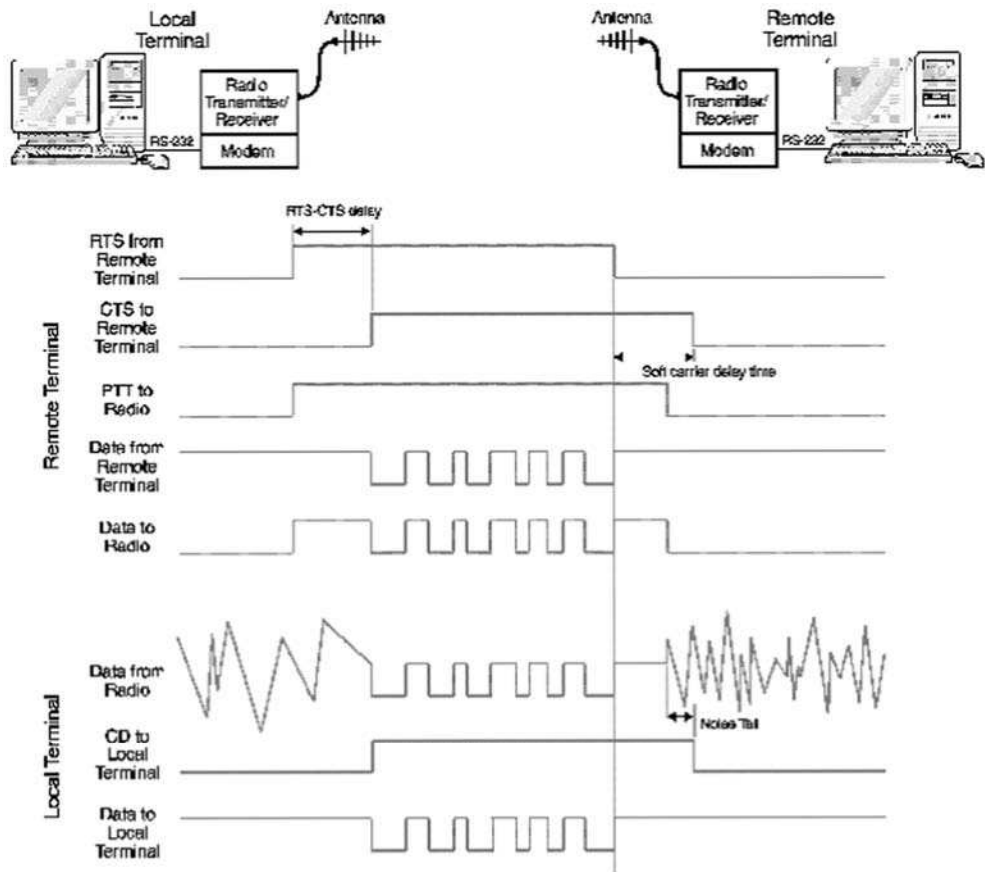 Local
Terminal
Antenna
Antenna
Remote
Terminal
Radio
Transmitter/
Receiver
Modem
RS-232
Radio
Transmitter/
Receiver
Modem
RS-232
RTS-CTS delay
Remote Terminal
RTS from
Remote
Terminal
CTS to
Remote
Terminal
Soft carrier delay time
PTT to
Radio
Data from
Remote
Terminal
Data to
Radio
Local Terminal
Data from
Radio
Noise Tail
CD to
Local
Terminal
Data to
Local
Terminal